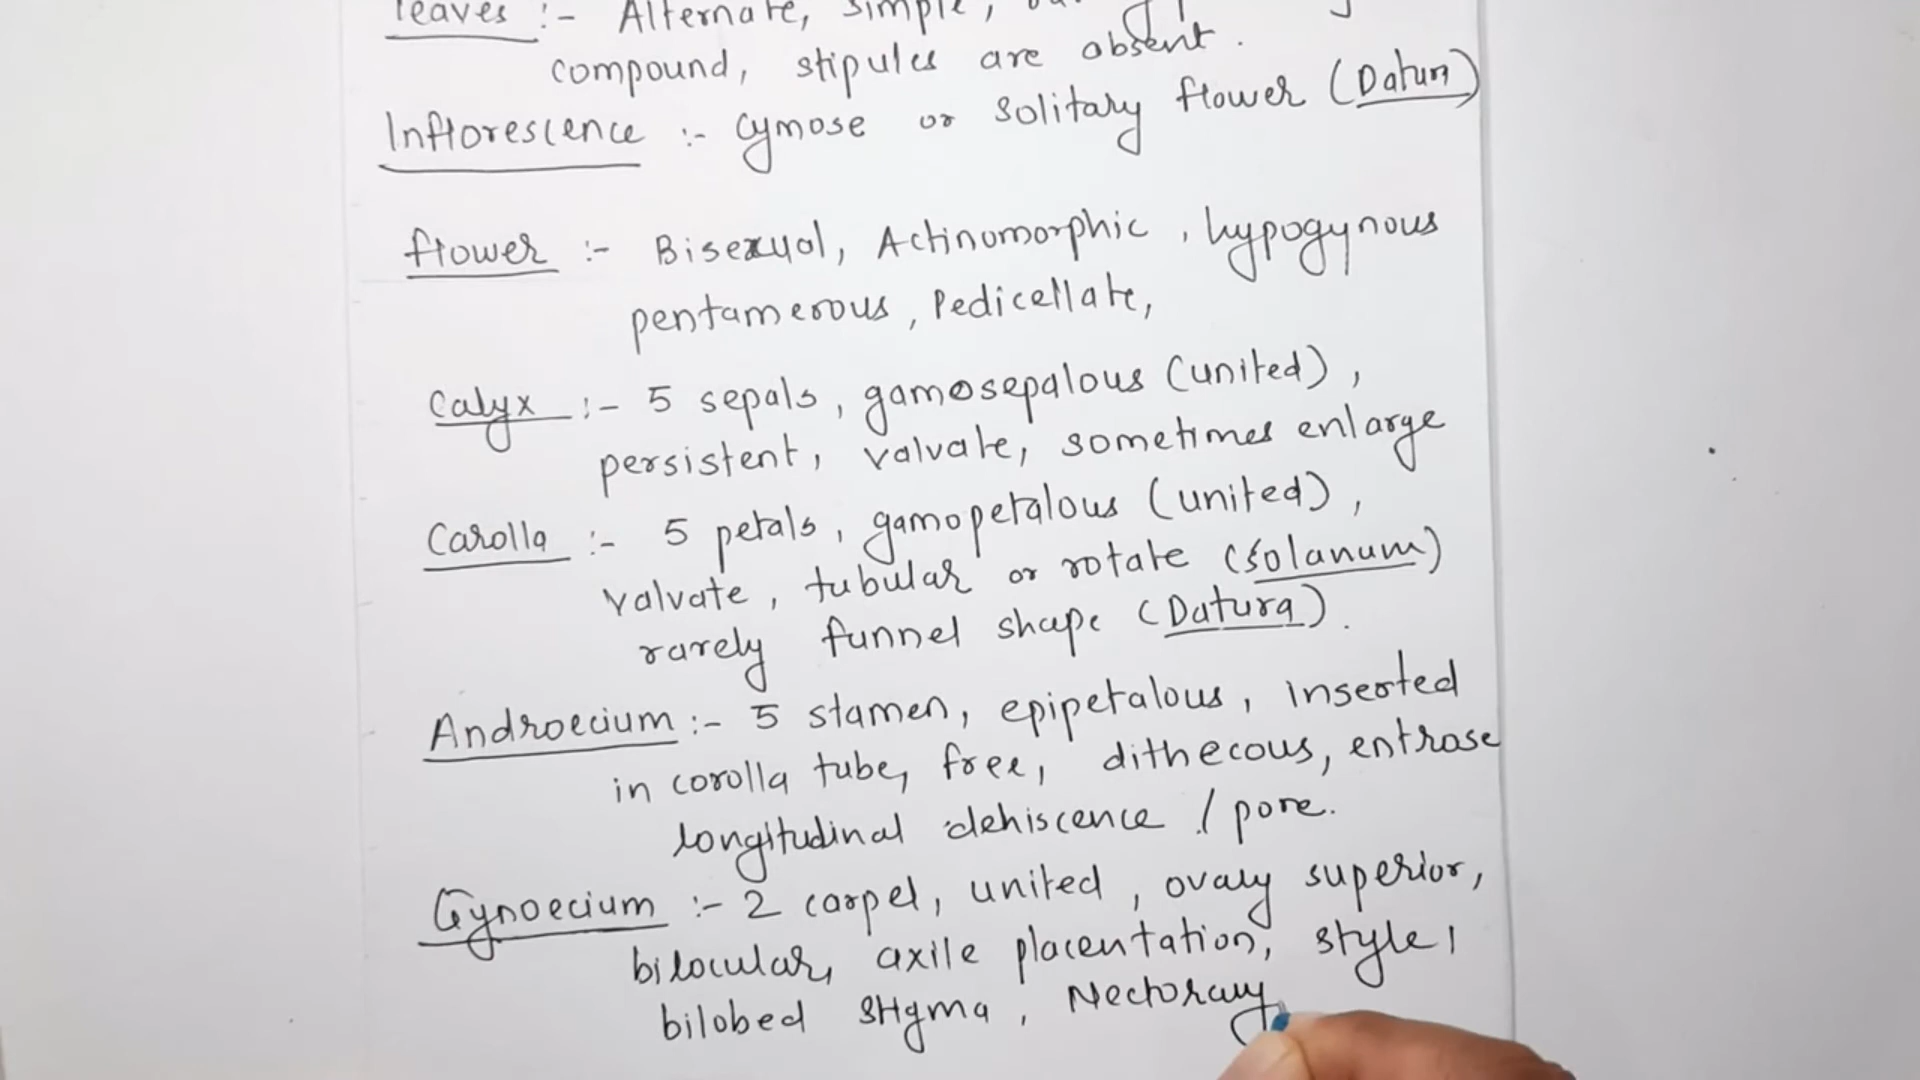 leaves :- Alternate, simple,
compound, stipules are absent.
Inflorescence :- cymose or solitary flower (Datura)
flower :- Bisexual, Actinomorphic, hypogynous
pentamerous, Pedicellate,
Calyx :- 5 sepals, gamosepalous (united),
persistent, valvate, sometimes enlarge
Carolla :- 5 petals, gamopetalous (united),
valvate, tubular or rotate (Solanum)
rarely funnel shape (Datura).
Androecium :- 5 stamen, epipetalous, inserted
in corolla tube, free, dithecous, entrose
longitudinal dehiscence / pore.
Gynoecium :- 2 carpel, united, ovary superior,
bilocular, axile placentation, style 1
bilobed stigma, Nectorary